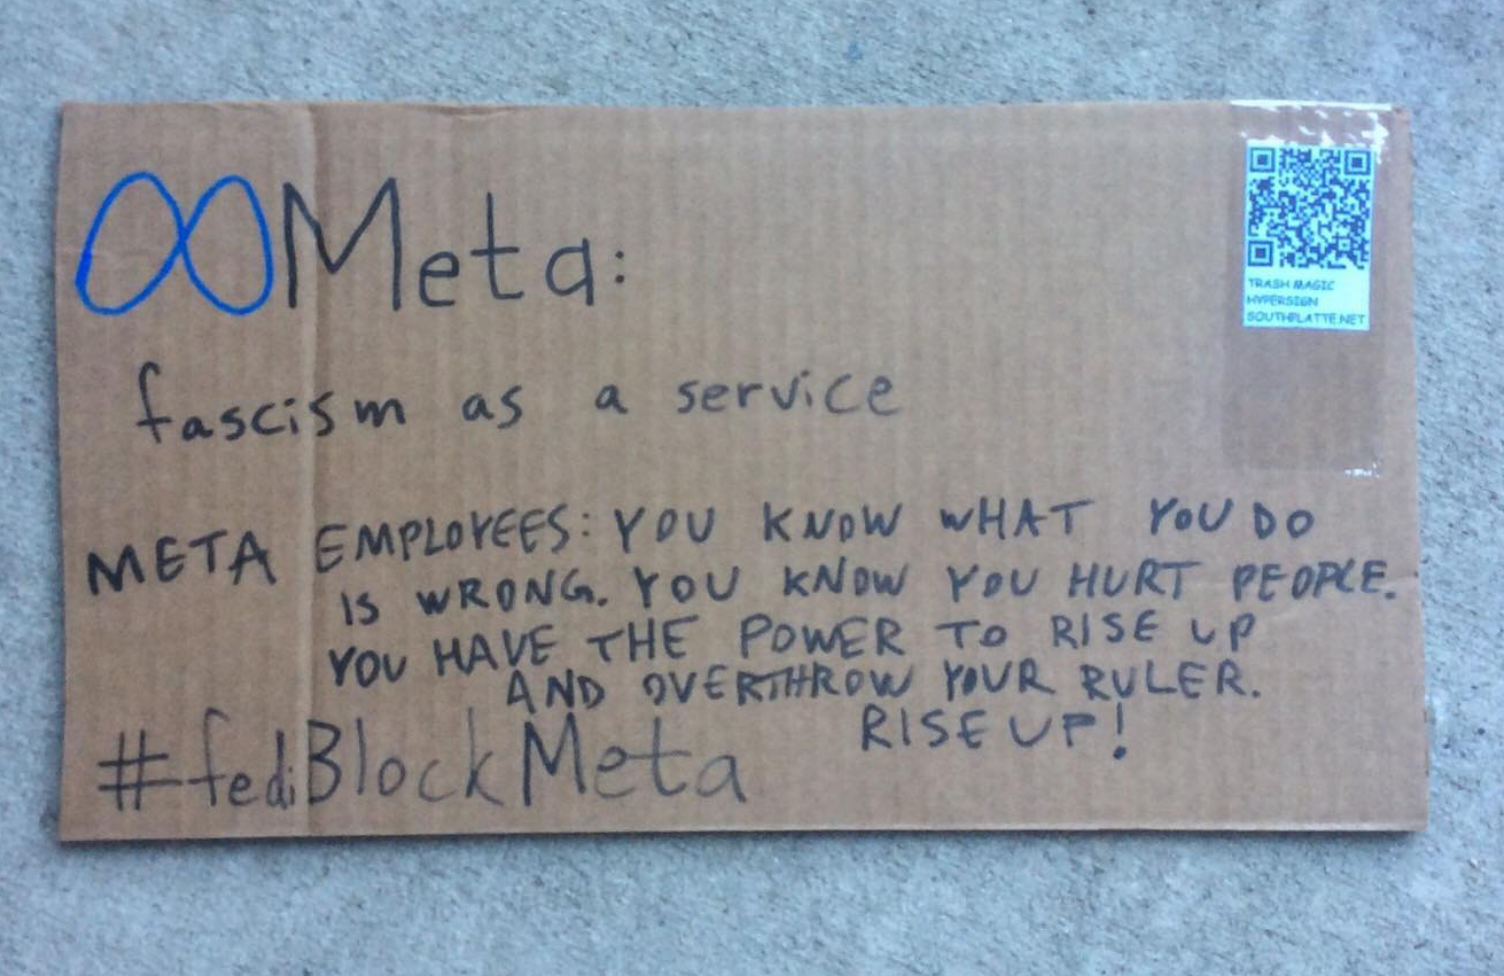 Meta:
fascism as a service
META EMPLOYEES: YOU KNOW WHAT YOU DO
IS WRONG. YOU KNOW YOU HURT PEOPLE.
YOU HAVE THE POWER TO RISE UP
AND OVERTHROW YOUR RULER.
RISE UP!
#fediBlockMeta
TRASH MAGIC
HYPERSIGN
SOUTHPLATTE.NET